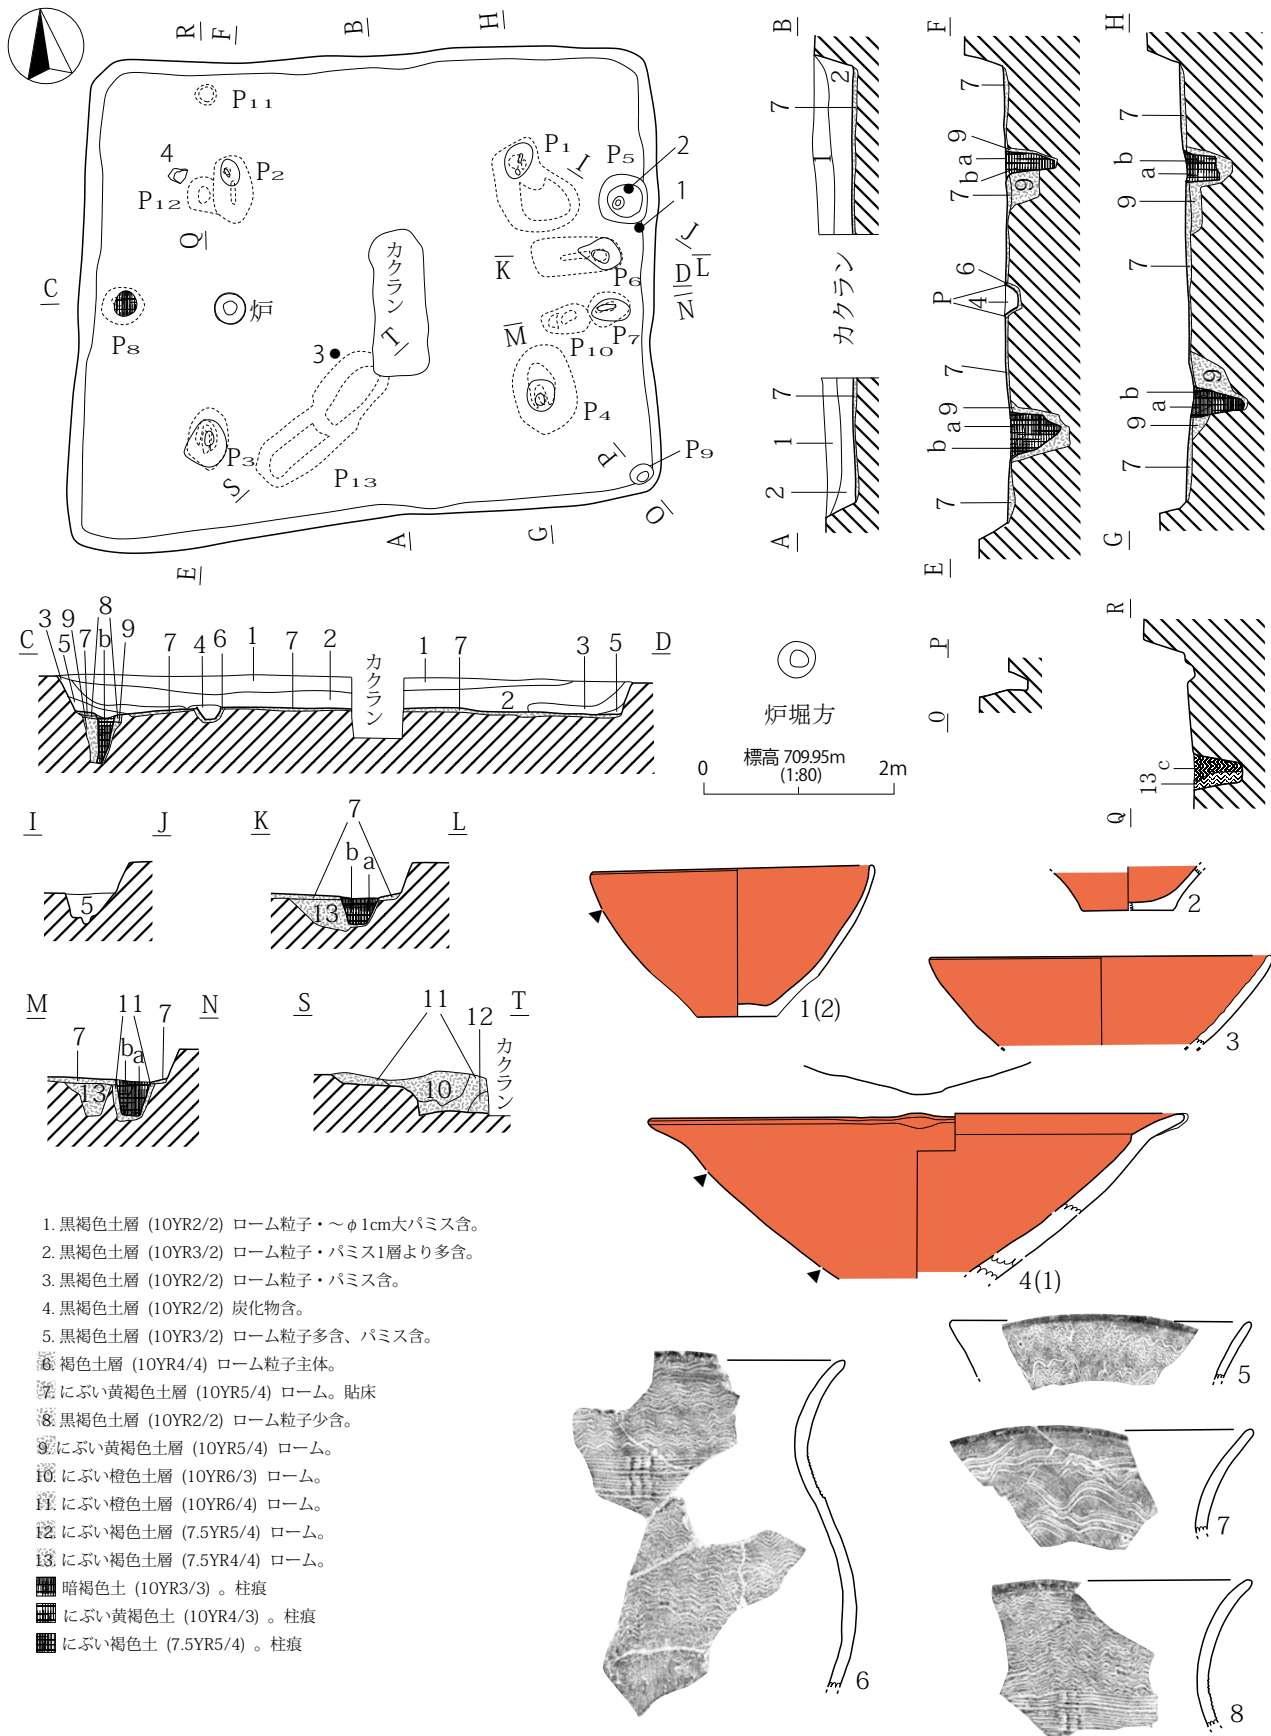 R F B H
P11
4
P2
P12
Q
P1
I
P5
2
1
J
K
D L
N
P6
カクラン
T
C
炉
P8
M
P10
P7
3
P4
P3
S
P13
P
P9
O
A
G
E
B
2
7
1
カクラン
7
1
2
A
F
7
9
a
b
9
7
6
P
4
7
9
a
b
7
E
H
7
b
a
9
7
9
b
a
9
7
G
C
3 9 8
5 7 b 9 7 4 6 1 7 2
カクラン
1 7 2 3 5
D
I J
5
K L
7
b a
13
M N
7 11 7
b a
13
S T
11
12
10
カクラン
炉堀方
標高 709.95m
(1:80)
0 2m
P
O
R
13 c
Q
1(2)
2
3
4(1)
5
6
7
8
1. 黒褐色土層 (10YR2/2) ローム粒子・～φ1cm大パミス含。
2. 黒褐色土層 (10YR3/2) ローム粒子・パミス1層より多含。
3. 黒褐色土層 (10YR2/2) ローム粒子・パミス含。
4. 黒褐色土層 (10YR2/2) 炭化物含。
5. 黒褐色土層 (10YR3/2) ローム粒子多含、パミス含。
6. 褐色土層 (10YR4/4) ローム粒子主体。
7. にぶい黄褐色土層 (10YR5/4) ローム。貼床
8. 黒褐色土層 (10YR2/2) ローム粒子少含。
9. にぶい黄褐色土層 (10YR5/4) ローム。
10. にぶい橙色土層 (10YR6/3) ローム。
11. にぶい橙色土層 (10YR6/4) ローム。
12. にぶい褐色土層 (7.5YR5/4) ローム。
13. にぶい褐色土層 (7.5YR4/4) ローム。
暗褐色土 (10YR3/3) 。柱痕
にぶい黄褐色土 (10YR4/3) 。柱痕
にぶい褐色土 (7.5YR5/4) 。柱痕